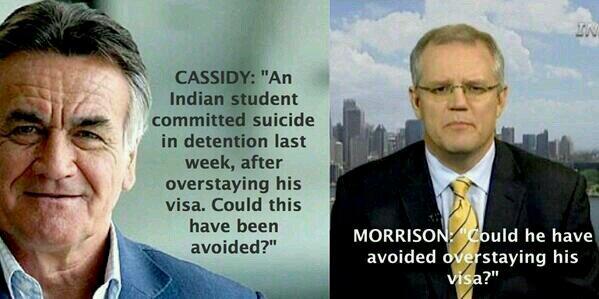 CASSIDY: "An
Indian student
committed suicide
in detention last
week, after
overstaying his
visa. Could this
have been
avoided?"
MORRISON: "Could he have
avoided overstaying his
visa?"